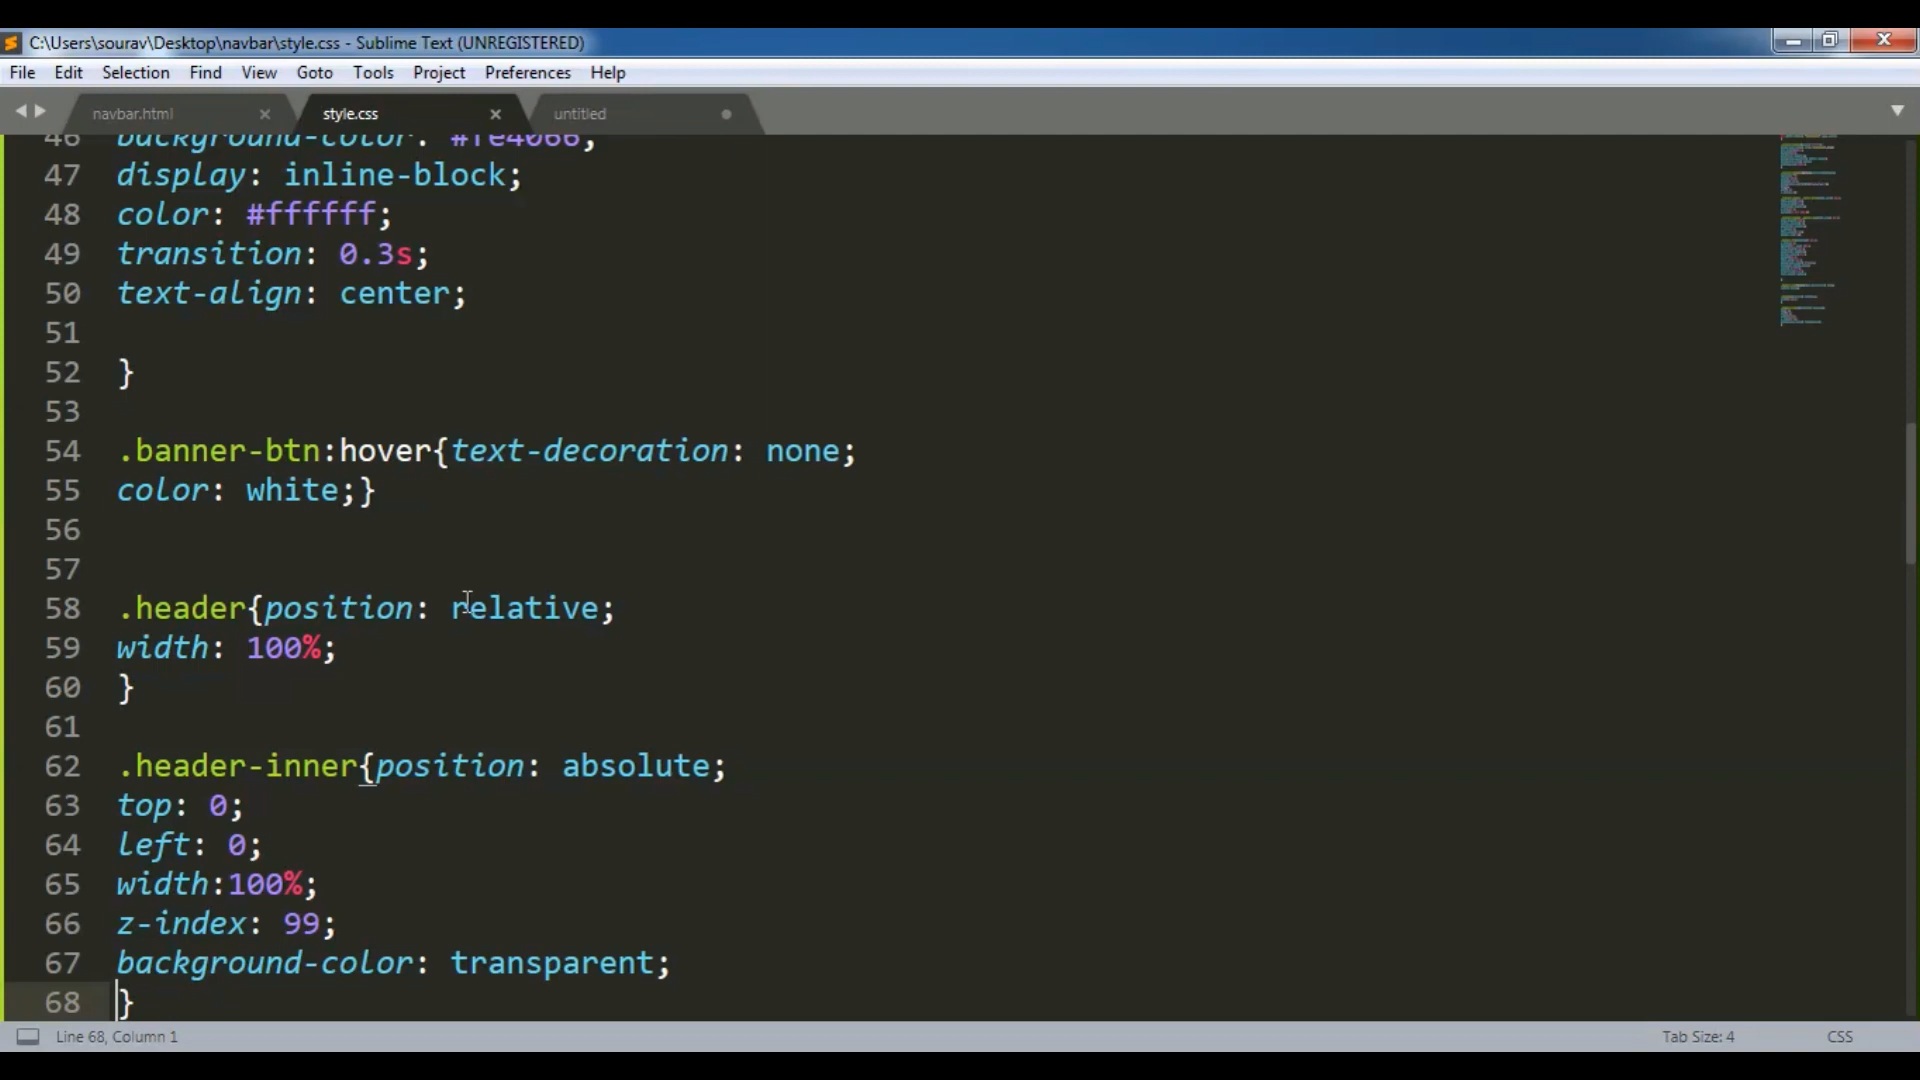 C:\Users\sourav\Desktop\navbar\style.css - Sublime Text (UNREGISTERED)
File Edit Selection Find View Goto Tools Project Preferences Help
navbar.html style.css untitled
46 background-color: #fe4066;
47 display: inline-block;
48 color: #ffffff;
49 transition: 0.3s;
50 text-align: center;
51
52 }
53
54 .banner-btn:hover{text-decoration: none;
55 color: white;}
56
57
58 .header{position: relative;
59 width: 100%;
60 }
61
62 .header-inner{position: absolute;
63 top: 0;
64 left: 0;
65 width:100%;
66 z-index: 99;
67 background-color: transparent;
68 }
Line 68, Column 1 Tab Size: 4 CSS